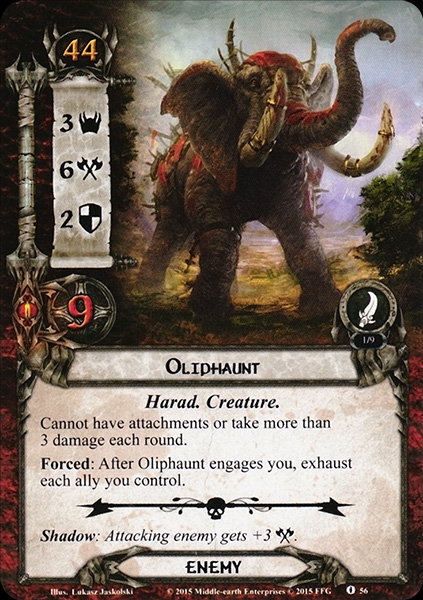 44
3
6
2
9
1/9
Oliphaunt
Harad. Creature.
Cannot have attachments or take more than
3 damage each round.
Forced: After Oliphaunt engages you, exhaust
each ally you control.
Shadow: Attacking enemy gets +3 .
Illus. Lukasz Jaskolski
ENEMY
© 2015 Middle-earth Enterprises © 2015 FFG
56